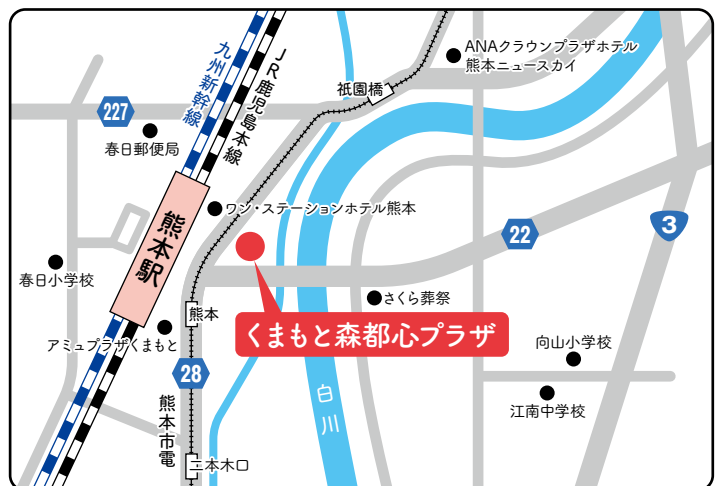 ANAクラウンプラザホテル
熊本ニュースカイ
九州新幹線
JR鹿児島本線
祇園橋
227
春日郵便局
ワン・ステーションホテル熊本
熊本駅
22
3
春日小学校
さくら葬祭
熊本
くまもと森都心プラザ
アミュプラザくまもと
向山小学校
28
白川
江南中学校
熊本市電
二本木口